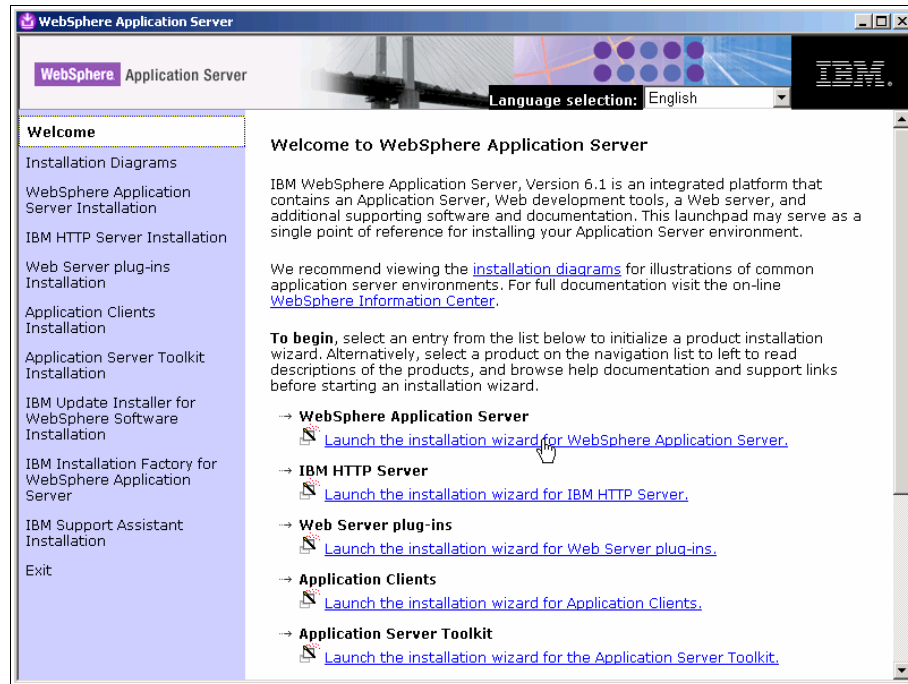 WebSphere Application Server
WebSphere. Application Server
IBM.
Language selection: English
Welcome
Installation Diagrams
WebSphere Application
Server Installation
IBM HTTP Server Installation
Web Server plug-ins
Installation
Application Clients
Installation
Application Server Toolkit
Installation
IBM Update Installer for
WebSphere Software
Installation
IBM Installation Factory for
WebSphere Application
Server
IBM Support Assistant
Installation
Exit
Welcome to WebSphere Application Server
IBM WebSphere Application Server, Version 6.1 is an integrated platform that
contains an Application Server, Web development tools, a Web server, and
additional supporting software and documentation. This launchpad may serve as a
single point of reference for installing your Application Server environment.
We recommend viewing the installation diagrams for illustrations of common
application server environments. For full documentation visit the on-line
WebSphere Information Center.
To begin, select an entry from the list below to initialize a product installation
wizard. Alternatively, select a product on the navigation list to left to read
descriptions of the products, and browse help documentation and support links
before starting an installation wizard.
→ WebSphere Application Server
Launch the installation wizard for WebSphere Application Server.
→ IBM HTTP Server
Launch the installation wizard for IBM HTTP Server.
→ Web Server plug-ins
Launch the installation wizard for Web Server plug-ins.
→ Application Clients
Launch the installation wizard for Application Clients.
→ Application Server Toolkit
Launch the installation wizard for the Application Server Toolkit.